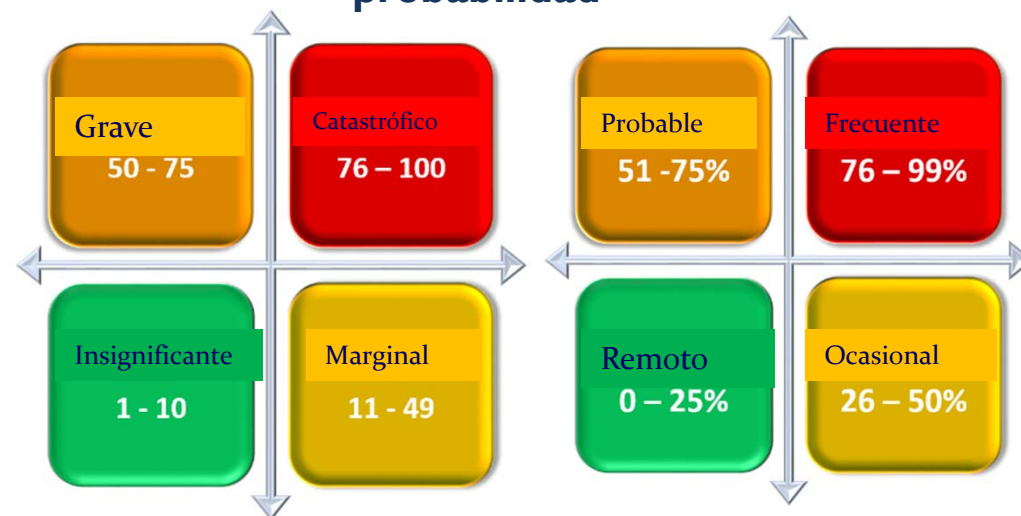 probabilidad
Grave
50 - 75
Catastrófico
76 – 100
Insignificante
1 - 10
Marginal
11 - 49
Probable
51 -75%
Frecuente
76 – 99%
Remoto
0 – 25%
Ocasional
26 – 50%